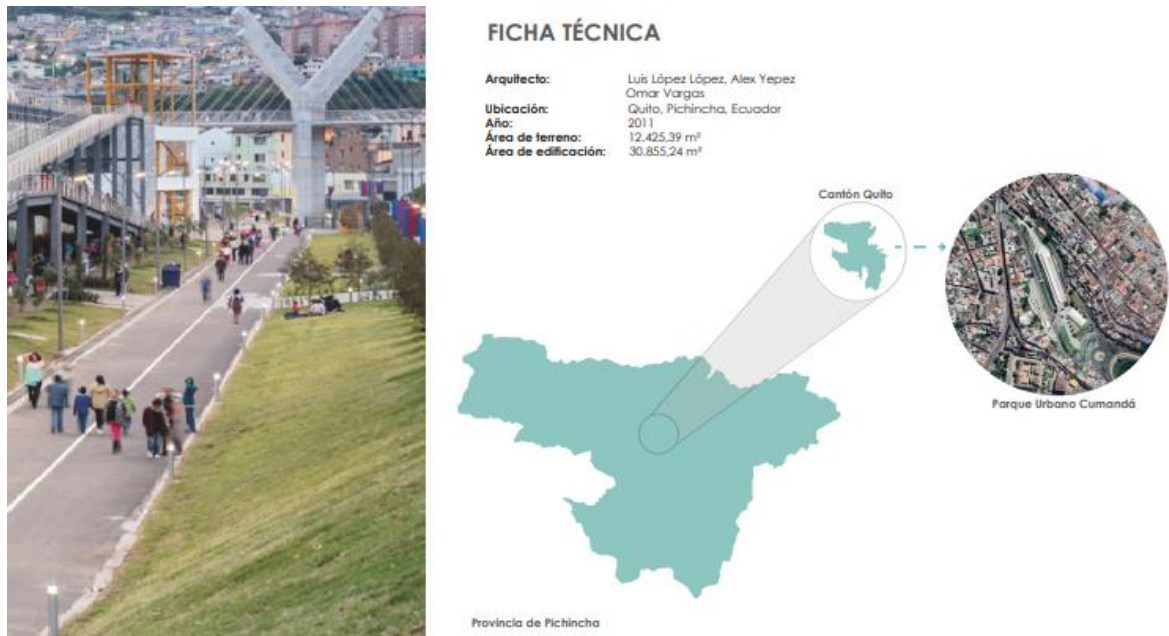 FICHA TÉCNICA
Arquitecto: Luis López López, Alex Yepez
Omar Vargas
Ubicación: Quito, Pichincha, Ecuador
Año: 2011
Área de terreno: 12.425,39 m²
Área de edificación: 30.855,24 m²
Cantón Quito
Parque Urbano Cumandá
Provincia de Pichincha